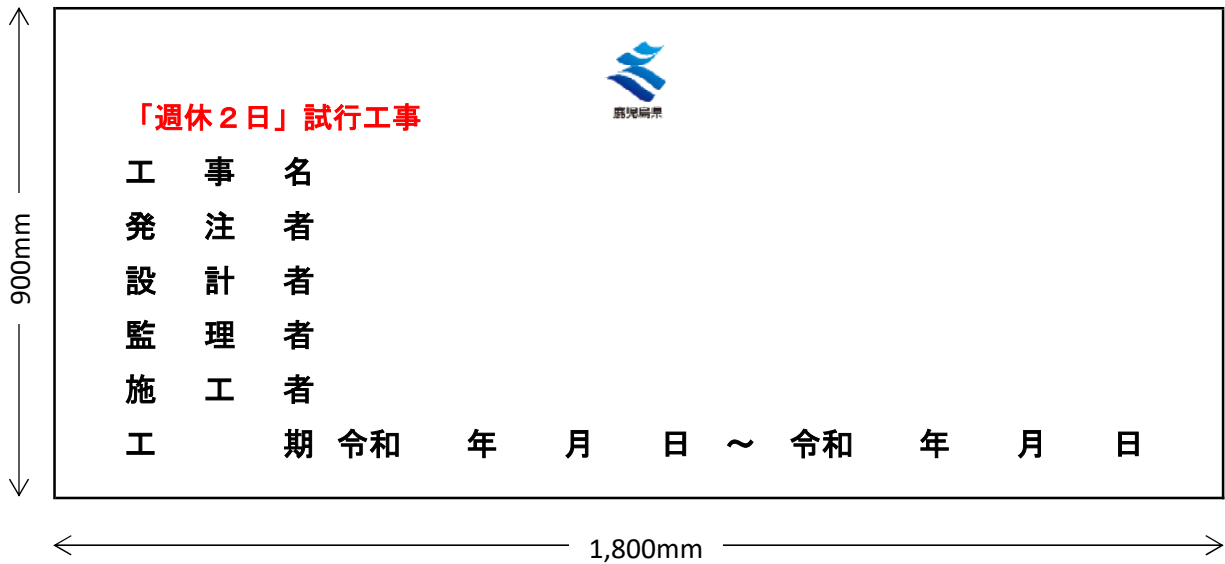 鹿児島県
「週休２日」試行工事
工 事 名
発 注 者
設 計 者
監 理 者
施 工 者
工 期 令和 年 月 日 ～ 令和 年 月 日
900mm
1,800mm